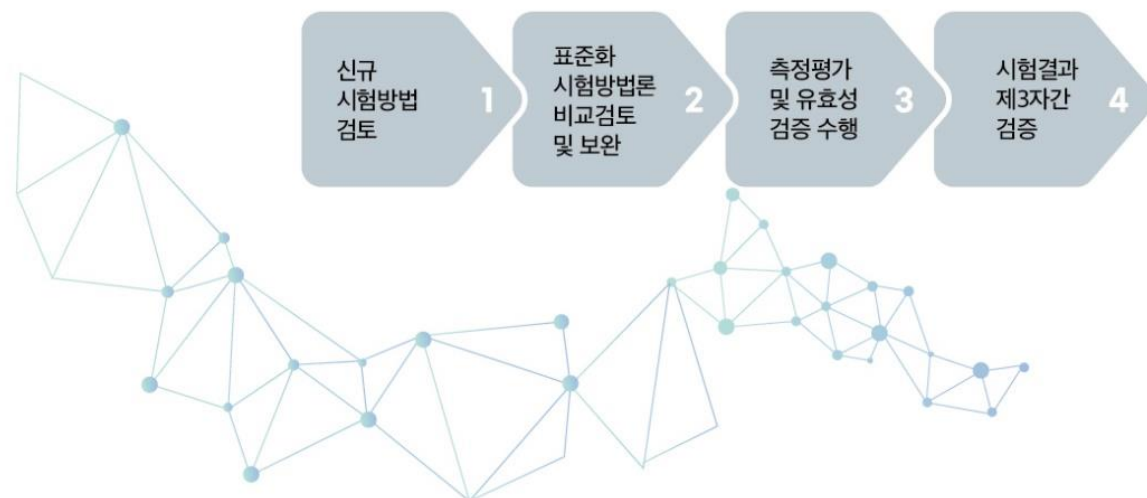 신규
시험방법
검토
1
표준화
시험방법론
비교검토
및 보완
2
측정평가
및 유효성
검증 수행
3
시험결과
제3자간
검증
4